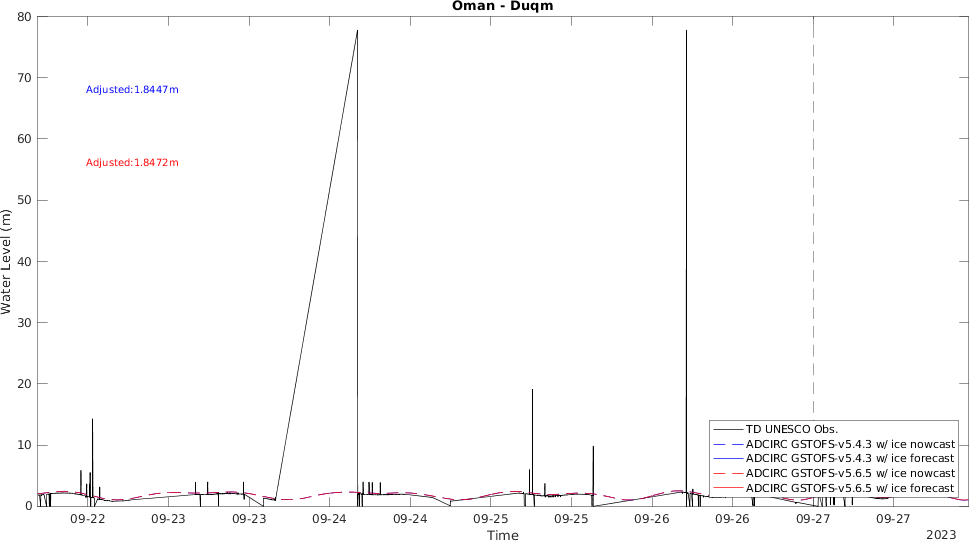 Oman - Duqm
80
70
60
50
40
30
20
10
0
Water Level (m)
Adjusted:1.8447m
Adjusted:1.8472m
TD UNESCO Obs.
ADCIRC GSTOFS-v5.4.3 w/ ice nowcast
ADCIRC GSTOFS-v5.4.3 w/ ice forecast
ADCIRC GSTOFS-v5.6.5 w/ ice nowcast
ADCIRC GSTOFS-v5.6.5 w/ ice forecast
09-22 09-23 09-23 09-24 09-24 09-25 09-25 09-26 09-26 09-27 09-27
Time
2023